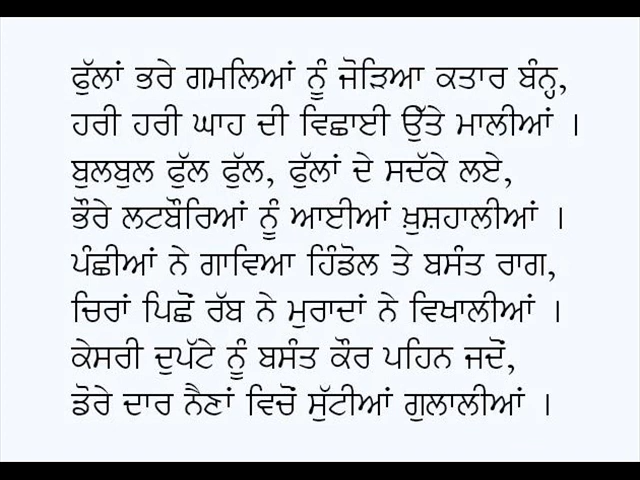 ਫੁੱਲਾਂ ਭਰੇ ਗਮਲਿਆਂ ਨੂੰ ਜੋੜਿਆ ਕਤਾਰ ਬੰਨ੍ਹ,
ਹਰੀ ਹਰੀ ਘਾਹ ਦੀ ਵਿਛਾਈ ਉੱਤੇ ਮਾਲੀਆਂ ।
ਬੁਲਬੁਲ ਫੁੱਲ ਫੁੱਲ, ਫੁੱਲਾਂ ਦੇ ਸਦੱਕੇ ਲਏ,
ਭੌਰੇ ਲਟਬੌਰਿਆਂ ਨੂੰ ਆਈਆਂ ਖ਼ੁਸ਼ਹਾਲੀਆਂ ।
ਪੰਛੀਆਂ ਨੇ ਗਾਵਿਆ ਹਿੰਡੋਲ ਤੇ ਬਸੰਤ ਰਾਗ,
ਚਿਰਾਂ ਪਿਛੋਂ ਰੱਬ ਨੇ ਮੁਰਾਦਾਂ ਨੇ ਵਿਖਾਲੀਆਂ ।
ਕੇਸਰੀ ਦੁਪੱਟੇ ਨੂੰ ਬਸੰਤ ਕੌਰ ਪਹਿਨ ਜਦੋਂ,
ਡੋਰੇ ਦਾਰ ਨੈਣਾਂ ਵਿਚੋਂ ਸੁੱਟੀਆਂ ਗੁਲਾਲੀਆਂ ।